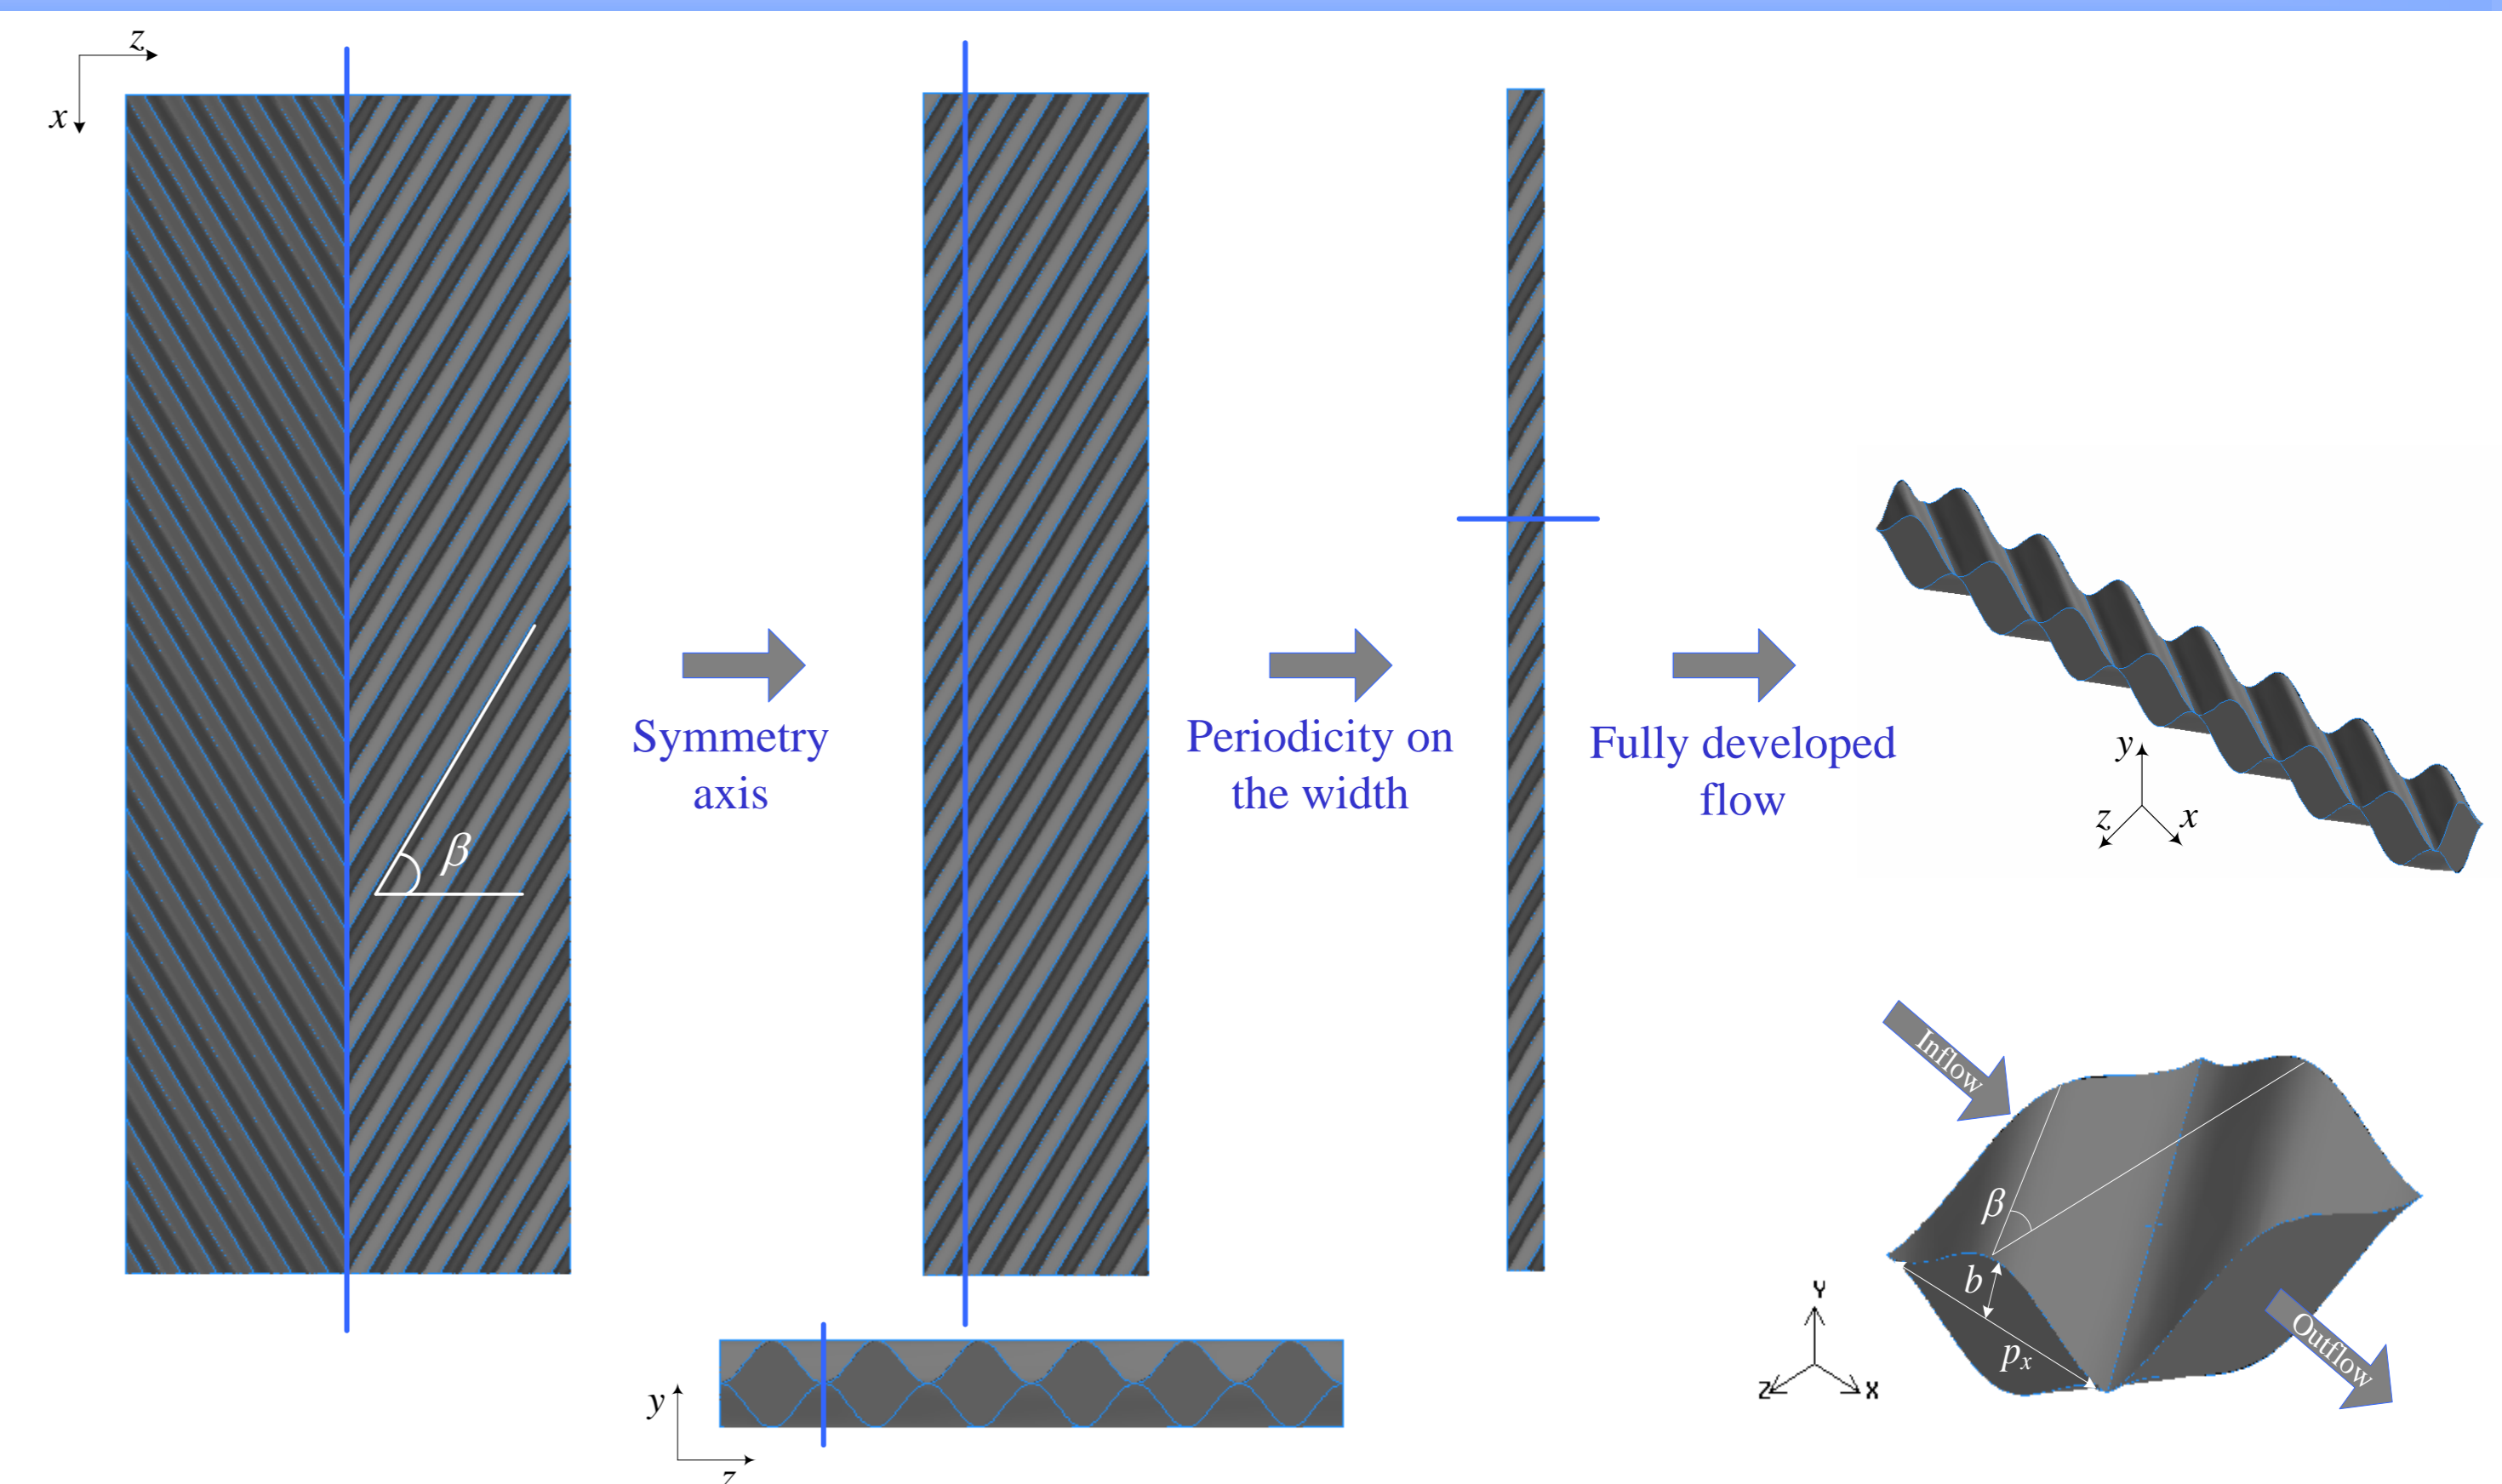 z
x
β
Symmetry
axis
Periodicity on
the width
Fully developed
flow
y
z
x
Inflow
β
b
pₓ
Outflow
Y
Z
X
y
z